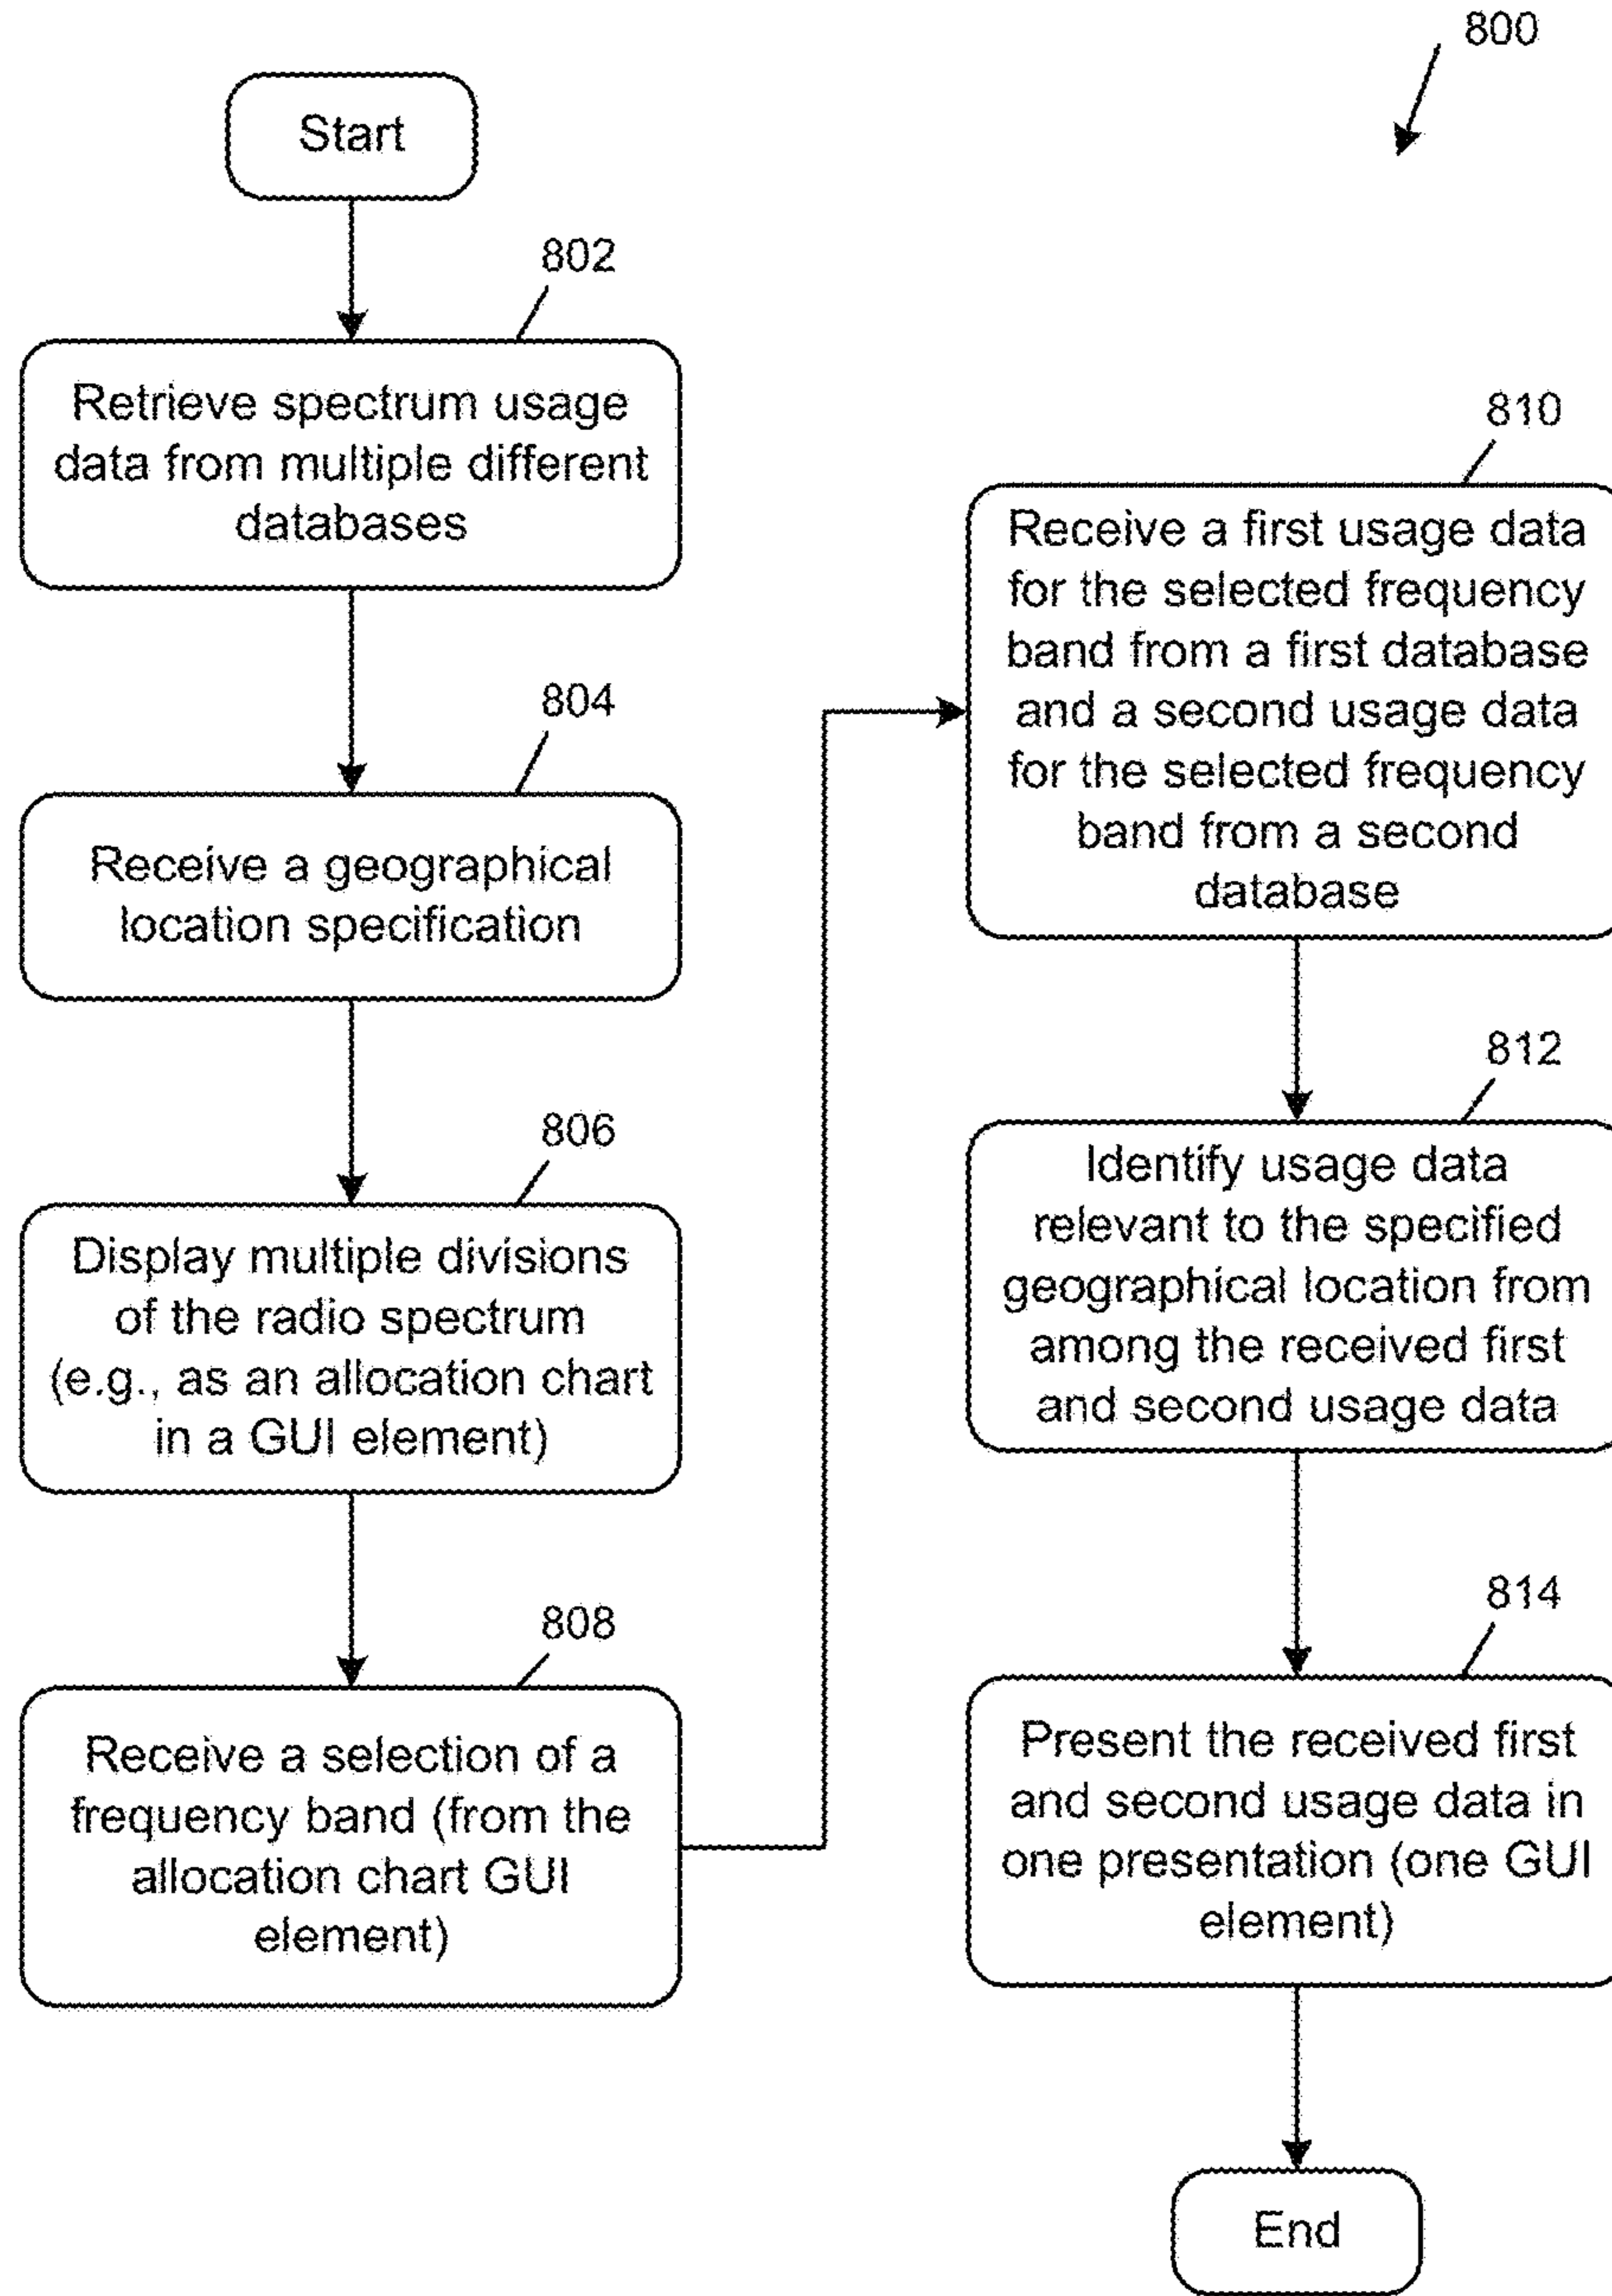 800
Start
802
Retrieve spectrum usage
data from multiple different
databases
804
Receive a geographical
location specification
806
Display multiple divisions
of the radio spectrum
(e.g., as an allocation chart
in a GUI element)
808
Receive a selection of a
frequency band (from the
allocation chart GUI
element)
810
Receive a first usage data
for the selected frequency
band from a first database
and a second usage data
for the selected frequency
band from a second
database
812
Identify usage data
relevant to the specified
geographical location from
among the received first
and second usage data
814
Present the received first
and second usage data in
one presentation (one GUI
element)
End